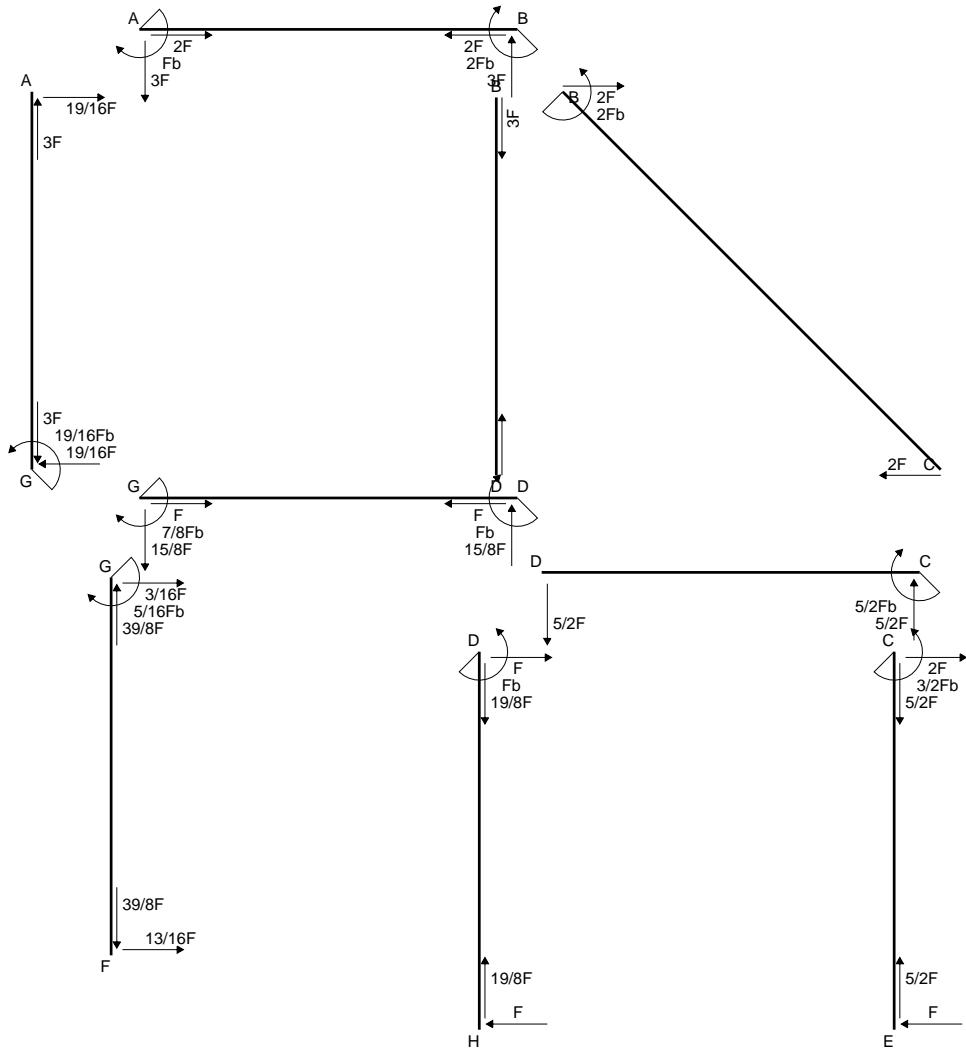 A
B
2F
Fb
3F
2F
2Fb
3F
A
19/16F
3F
B
3F
B
2F
2Fb
3F
19/16Fb
19/16F
G
2F
C
G
D
D
F
7/8Fb
15/8F
F
Fb
15/8F
G
3/16F
5/16Fb
39/8F
D
C
5/2F
5/2Fb
5/2F
D
F
Fb
19/8F
C
2F
3/2Fb
5/2F
39/8F
13/16F
F
19/8F
F
H
5/2F
F
E